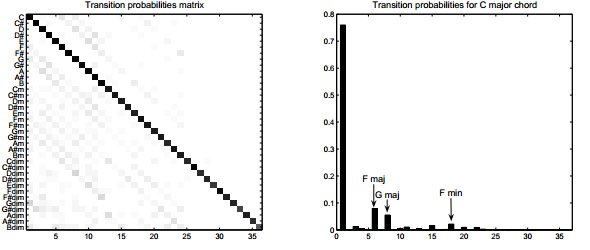 Transition probabilities matrix
C
C#
D
D#
E
F
F#
G
G#
A
A#
B
Cm
C#m
Dm
D#m
Em
Fm
F#m
Gm
G#m
Am
A#m
Bm
Cdim
C#dim
Ddim
D#dim
Edim
Fdim
F#dim
Gdim
G#dim
Adim
A#dim
Bdim
5 10 15 20 25 30 35
Transition probabilities for C major chord
0.8
0.7
0.6
0.5
0.4
0.3
0.2
0.1
0.0
F maj
G maj
F min
5 10 15 20 25 30 35